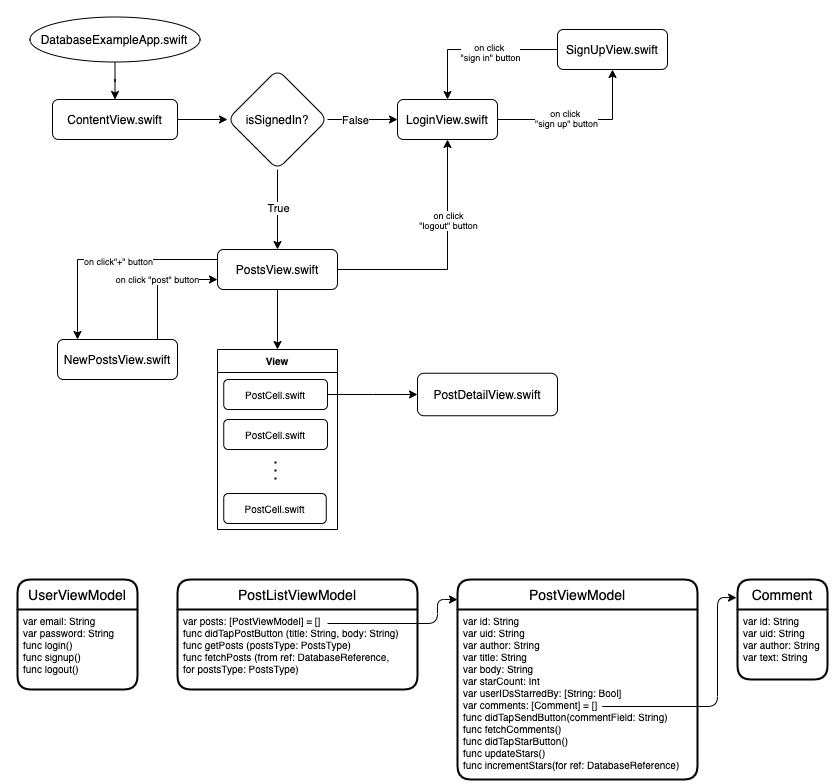 DatabaseExampleApp.swift
ContentView.swift
isSignedIn?
False
LoginView.swift
on click
"sign in" button
SignUpView.swift
on click
"sign up" button
True
on click
"logout" button
PostsView.swift
on click"+" button
on click "post" button
NewPostsView.swift
View
PostCell.swift
PostCell.swift
PostCell.swift
PostDetailView.swift
UserViewModel
var email: String
var password: String
func login()
func signup()
func logout()
PostListViewModel
var posts: [PostViewModel] = []
func didTapPostButton (title: String, body: String)
func getPosts (postsType: PostsType)
func fetchPosts (from ref: DatabaseReference,
for postsType: PostsType)
PostViewModel
var id: String
var uid: String
var author: String
var title: String
var body: String
var starCount: Int
var userIDsStarredBy: [String: Bool]
var comments: [Comment] = []
func didTapSendButton(commentField: String)
func fetchComments()
func didTapStarButton()
func updateStars()
func incrementStars(for ref: DatabaseReference)
Comment
var id: String
var uid: String
var author: String
var text: String